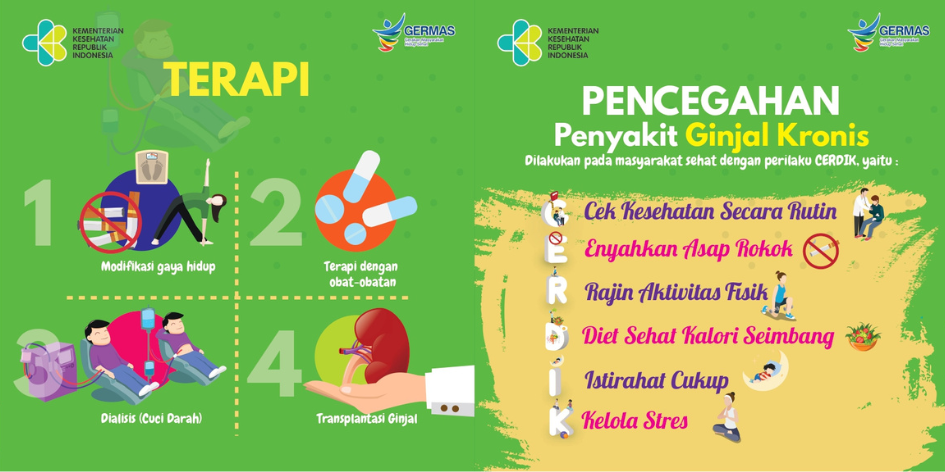 KEMENTERIAN
KESEHATAN
REPUBLIK
INDONESIA
GERMAS
TERAPI
1
Modifikasi gaya hidup
2
Terapi dengan
obat-obatan
3
Dialisis (Cuci Darah)
4
Transplantasi Ginjal
KEMENTERIAN
KESEHATAN
REPUBLIK
INDONESIA
GERMAS
PENCEGAHAN
Penyakit Ginjal Kronis
Dilakukan pada masyarakat sehat dengan perilaku CERDIK, yaitu :
C Cek Kesehatan Secara Rutin
E Enyahkan Asap Rokok
R Rajin Aktivitas Fisik
D Diet Sehat Kalori Seimbang
I Istirahat Cukup
K Kelola Stres